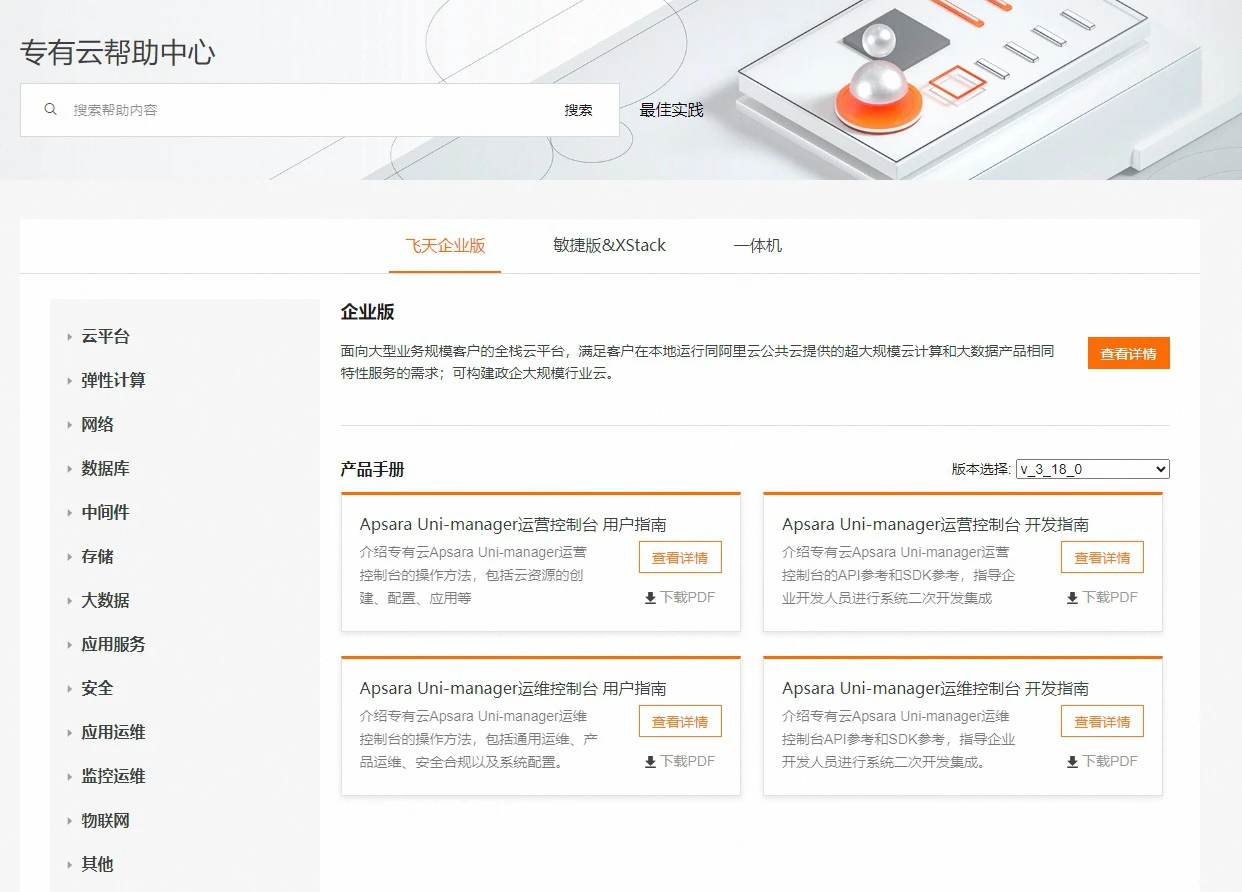 专有云帮助中心
搜索帮助内容
搜索
最佳实践
飞天企业版
敏捷版&XStack
一体机
云平台
弹性计算
网络
数据库
中间件
存储
大数据
应用服务
安全
应用运维
监控运维
物联网
其他
企业版
面向大型业务规模客户的全栈云平台，满足客户在本地运行同阿里云公共云提供的超大规模云计算和大数据产品相同
特性服务的需求；可构建政企大规模行业云。
查看详情
产品手册
版本选择: v_3_18_0
Apsara Uni-manager运营控制台 用户指南
介绍专有云Apsara Uni-manager运营
控制台的操作方法，包括云资源的创
建、配置、应用等
查看详情
下载PDF
Apsara Uni-manager运营控制台 开发指南
介绍专有云Apsara Uni-manager运营
控制台的API参考和SDK参考，指导企
业开发人员进行系统二次开发集成
查看详情
下载PDF
Apsara Uni-manager运维控制台 用户指南
介绍专有云Apsara Uni-manager运维
控制台的操作方法，包括通用运维、产
品运维、安全合规以及系统配置。
查看详情
下载PDF
Apsara Uni-manager运维控制台 开发指南
介绍专有云Apsara Uni-manager运维
控制台API参考和SDK参考，指导企业
开发人员进行系统二次开发集成。
查看详情
下载PDF